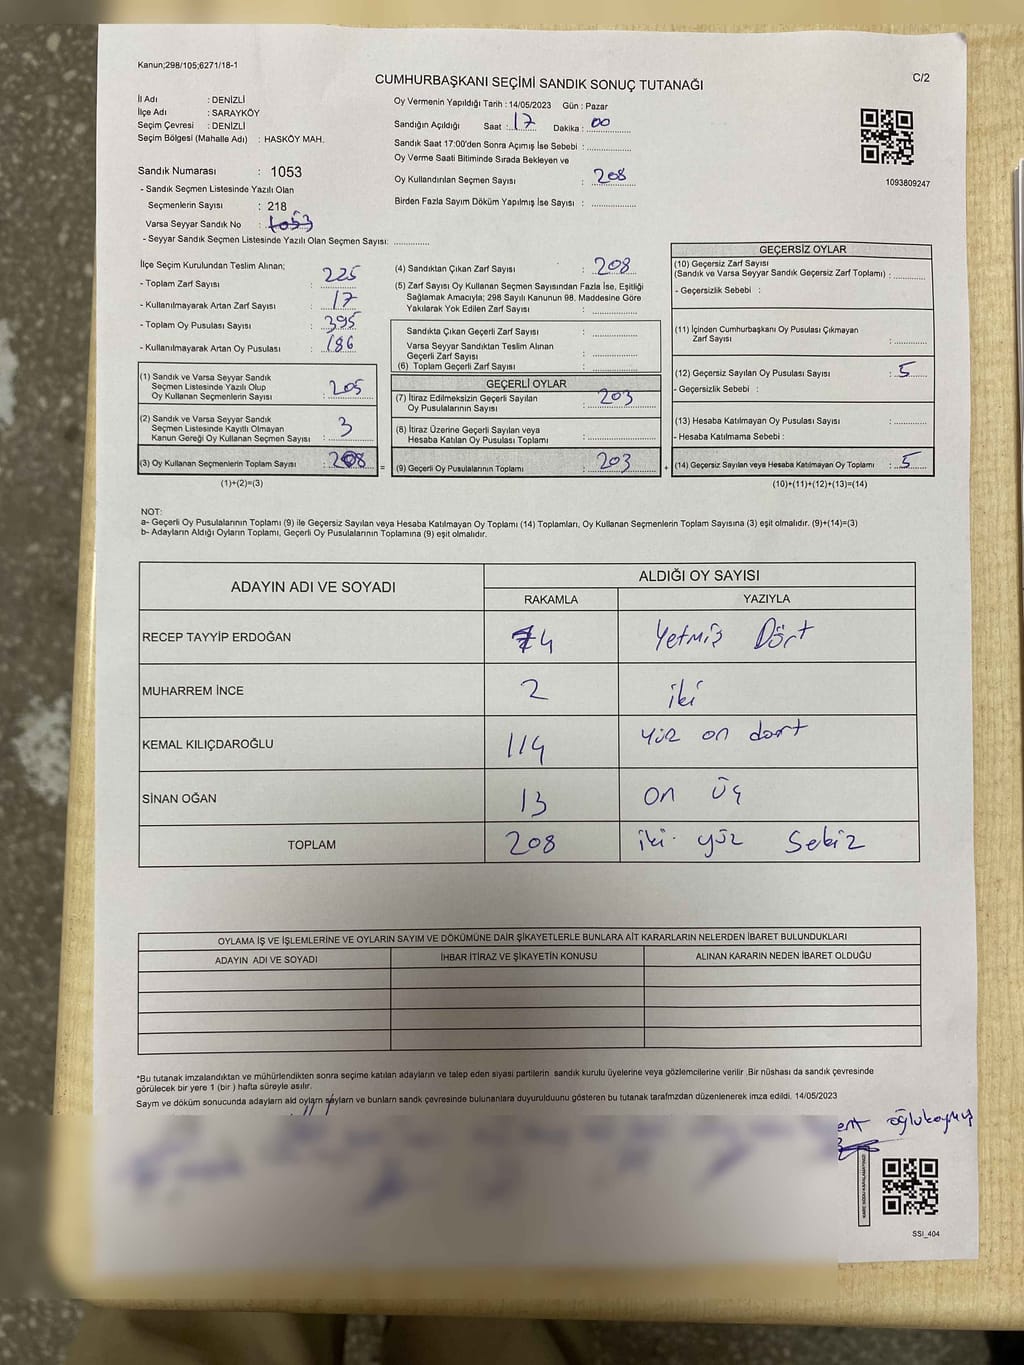 Kanun;298/105;6271/18-1
CUMHURBAŞKANI SEÇİMİ SANDIK SONUÇ TUTANAĞI
C/2
İl Adı : DENİZLİ
İlçe Adı : SARAYKÖY
Seçim Çevresi : DENİZLİ
Seçim Bölgesi (Mahalle Adı) : HASKÖY MAH.
Sandık Numarası : 1053
- Sandık Seçmen Listesinde Yazılı Olan
Seçmenlerin Sayısı : 218
Varsa Seyyar Sandık No : 1053
- Seyyar Sandık Seçmen Listesinde Yazılı Olan Seçmen Sayısı: ............
Oy Vermenin Yapıldığı Tarih : 14/05/2023 Gün : Pazar
Sandığın Açıldığı Saat : 17 Dakika : 00
Sandık Saat 17:00'den Sonra Açımış İse Sebebi : ..............
Oy Verme Saati Bitiminde Sırada Bekleyen ve
Oy Kullandırılan Seçmen Sayısı : 208
Birden Fazla Sayım Döküm Yapılmış İse Sayısı : ..............
1093809247
İlçe Seçim Kurulundan Teslim Alınan;
- Toplam Zarf Sayısı : 225
- Kullanılmayarak Artan Zarf Sayısı : 17
- Toplam Oy Pusulası Sayısı : 395
- Kullanılmayarak Artan Oy Pusulası : 186
(1) Sandık ve Varsa Seyyar Sandık
Seçmen Listesinde Yazılı Olup
Oy Kullanan Seçmenlerin Sayısı : 205
(2) Sandık ve Varsa Seyyar Sandık
Seçmen Listesinde Kayıtlı Olmayan
Kanun Gereği Oy Kullanan Seçmen Sayısı : 3
(3) Oy Kullanan Seçmenlerin Toplam Sayısı : 208
(1)+(2)=(3)
=
(4) Sandıktan Çıkan Zarf Sayısı : 208
(5) Zarf Sayısı Oy Kullanan Seçmen Sayısından Fazla İse, Eşitliği
Sağlamak Amacıyla; 298 Sayılı Kanunun 98. Maddesine Göre
Yakılarak Yok Edilen Zarf Sayısı : ..............
Sandıkta Çıkan Geçerli Zarf Sayısı : ..............
Varsa Seyyar Sandıktan Teslim Alınan
Geçerli Zarf Sayısı : ..............
(6) Toplam Geçerli Zarf Sayısı : ..............
GEÇERLİ OYLAR
(7) İtiraz Edilmeksizin Geçerli Sayılan
Oy Pusulalarının Sayısı : 203
(8) İtiraz Üzerine Geçerli Sayılan veya
Hesaba Katılan Oy Pusulası Toplamı : ..............
(9) Geçerli Oy Pusulalarının Toplamı : 203
+
GEÇERSİZ OYLAR
(10) Geçersiz Zarf Sayısı
(Sandık ve Varsa Seyyar Sandık Geçersiz Zarf Toplamı) : ...........
- Geçersizlik Sebebi :
(11) İçinden Cumhurbaşkanı Oy Pusulası Çıkmayan
Zarf Sayısı : ...........
(12) Geçersiz Sayılan Oy Pusulası Sayısı : 5
- Geçersizlik Sebebi :
(13) Hesaba Katılmayan Oy Pusulası Sayısı : ...........
- Hesaba Katılmama Sebebi :
(14) Geçersiz Sayılan veya Hesaba Katılmayan Oy Toplamı : 5
(10)+(11)+(12)+(13)=(14)
NOT:
a- Geçerli Oy Pusulalarının Toplamı (9) ile Geçersiz Sayılan veya Hesaba Katılmayan Oy Toplamı (14) Toplamları, Oy Kullanan Seçmenlerin Toplam Sayısına (3) eşit olmalıdır. (9)+(14)=(3)
b- Adayların Aldığı Oyların Toplamı, Geçerli Oy Pusulalarının Toplamına (9) eşit olmalıdır.
ADAYIN ADI VE SOYADI
ALDIĞI OY SAYISI
RAKAMLA YAZIYLA
RECEP TAYYİP ERDOĞAN 74 Yetmiş Dört
MUHARREM İNCE 2 iki
KEMAL KILIÇDAROĞLU 114 yüz on dört
SİNAN OĞAN 13 on üç
TOPLAM 208 iki yüz Sekiz
OYLAMA İŞ VE İŞLEMLERİNE VE OYLARIN SAYIM VE DÖKÜMÜNE DAİR ŞİKAYETLERLE BUNLARA AİT KARARLARIN NELERDEN İBARET BULUNDUKLARI
ADAYIN ADI VE SOYADI İHBAR İTİRAZ VE ŞİKAYETİN KONUSU ALINAN KARARIN NEDEN İBARET OLDUĞU
*Bu tutanak imzalandıktan ve mühürlendikten sonra seçime katılan adayların ve talep eden siyasi partilerin sandık kurulu üyelerine veya gözlemcilerine verilir .Bir nüshası da sandık çevresinde
görülecek bir yere 1 (bir ) hafta süreyle asılır.
Sayım ve döküm sonucunda adayların ald oyların sayıların ve bunların sandk çevresinde bulunanlara duyurulduunu gösteren bu tutanak tarafmzdan düzenlenerek imza edildi. 14/05/2023
SSI_404